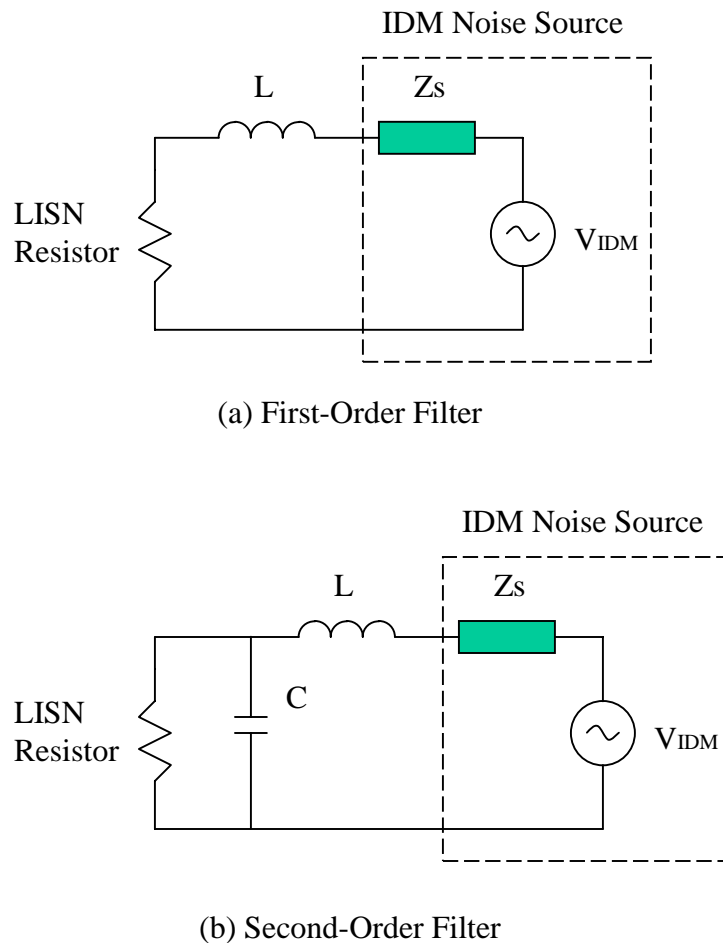 IDM Noise Source
L
Zs
LISN
Resistor
VIDM
(a) First-Order Filter
IDM Noise Source
L
Zs
C
LISN
Resistor
VIDM
(b) Second-Order Filter